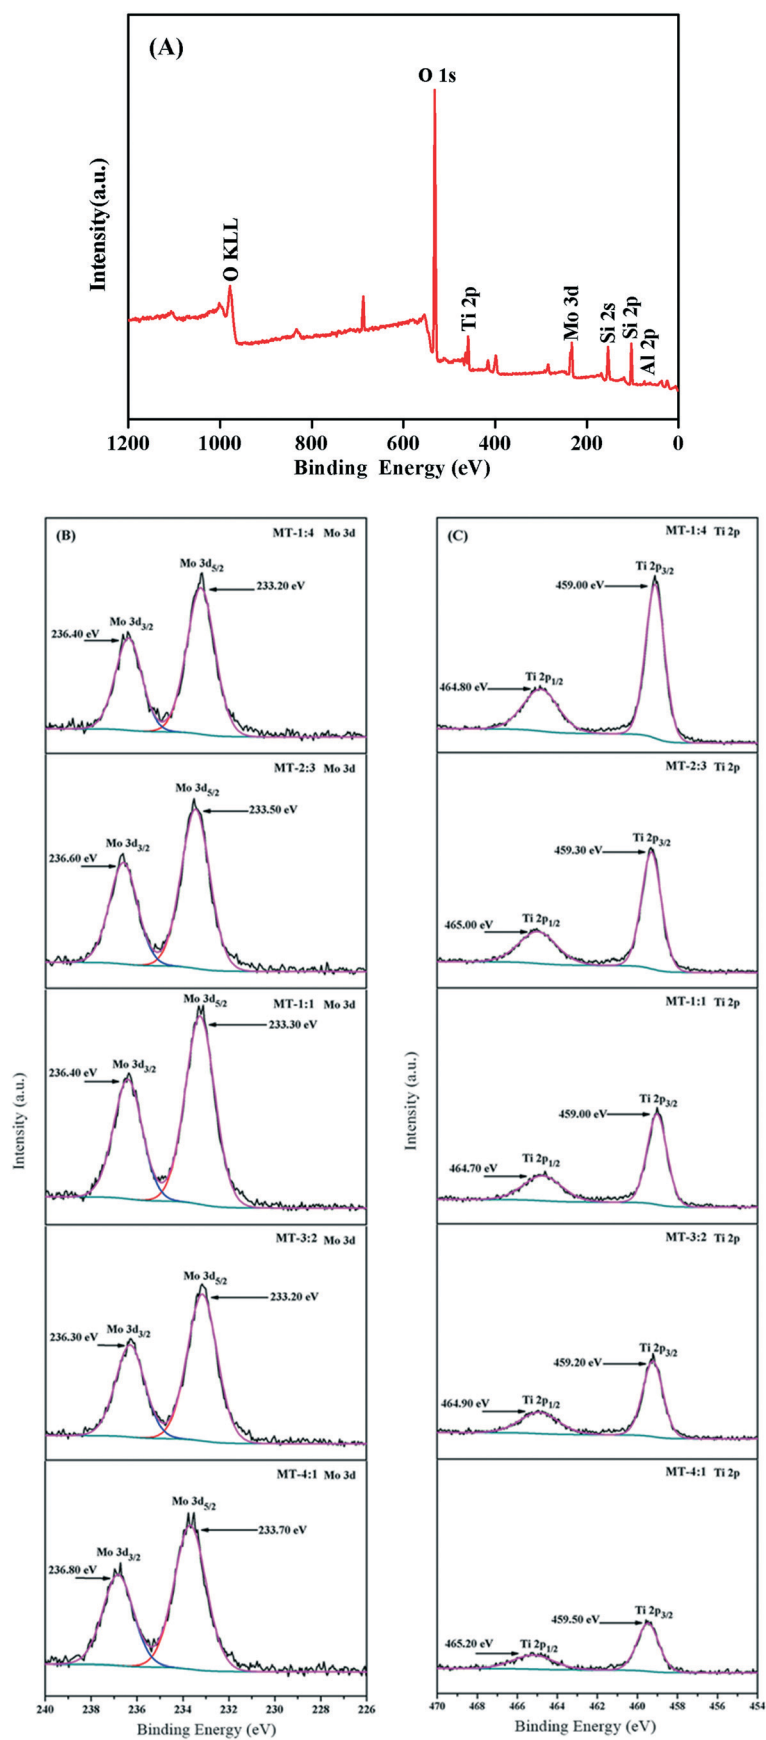 (A)
O 1s
O KLL
Ti 2p
Mo 3d
Si 2s
Si 2p
Al 2p
Intensity(a.u.)
1200 1000 800 600 400 200 0
Binding Energy (eV)
(B)
MT-1:4 Mo 3d
Mo 3d5/2
233.20 eV
Mo 3d3/2
236.40 eV
MT-2:3 Mo 3d
Mo 3d5/2
233.50 eV
Mo 3d3/2
236.60 eV
MT-1:1 Mo 3d
Mo 3d5/2
233.30 eV
Mo 3d3/2
236.40 eV
MT-3:2 Mo 3d
Mo 3d5/2
233.20 eV
Mo 3d3/2
236.30 eV
MT-4:1 Mo 3d
Mo 3d5/2
233.70 eV
Mo 3d3/2
236.80 eV
Intensity (a.u.)
240 238 236 234 232 230 228 226
Binding Energy (eV)
(C)
MT-1:4 Ti 2p
Ti 2p3/2
459.00 eV
Ti 2p1/2
464.80 eV
MT-2:3 Ti 2p
Ti 2p3/2
459.30 eV
Ti 2p1/2
465.00 eV
MT-1:1 Ti 2p
Ti 2p3/2
459.00 eV
Ti 2p1/2
464.70 eV
MT-3:2 Ti 2p
Ti 2p3/2
459.20 eV
Ti 2p1/2
464.90 eV
MT-4:1 Ti 2p
Ti 2p3/2
459.50 eV
Ti 2p1/2
465.20 eV
Intensity (a.u.)
470 468 466 464 462 460 458 456 454
Binding Energy (eV)